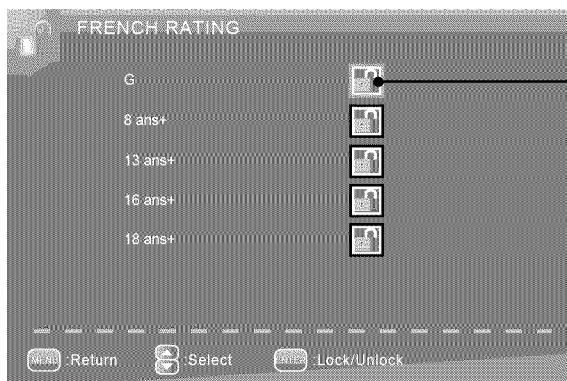 FRENCH RATING
G
8 ans+
13 ans+
16 ans+
18 ans+
MENU :Return :Select ENTER :Lock/Unlock